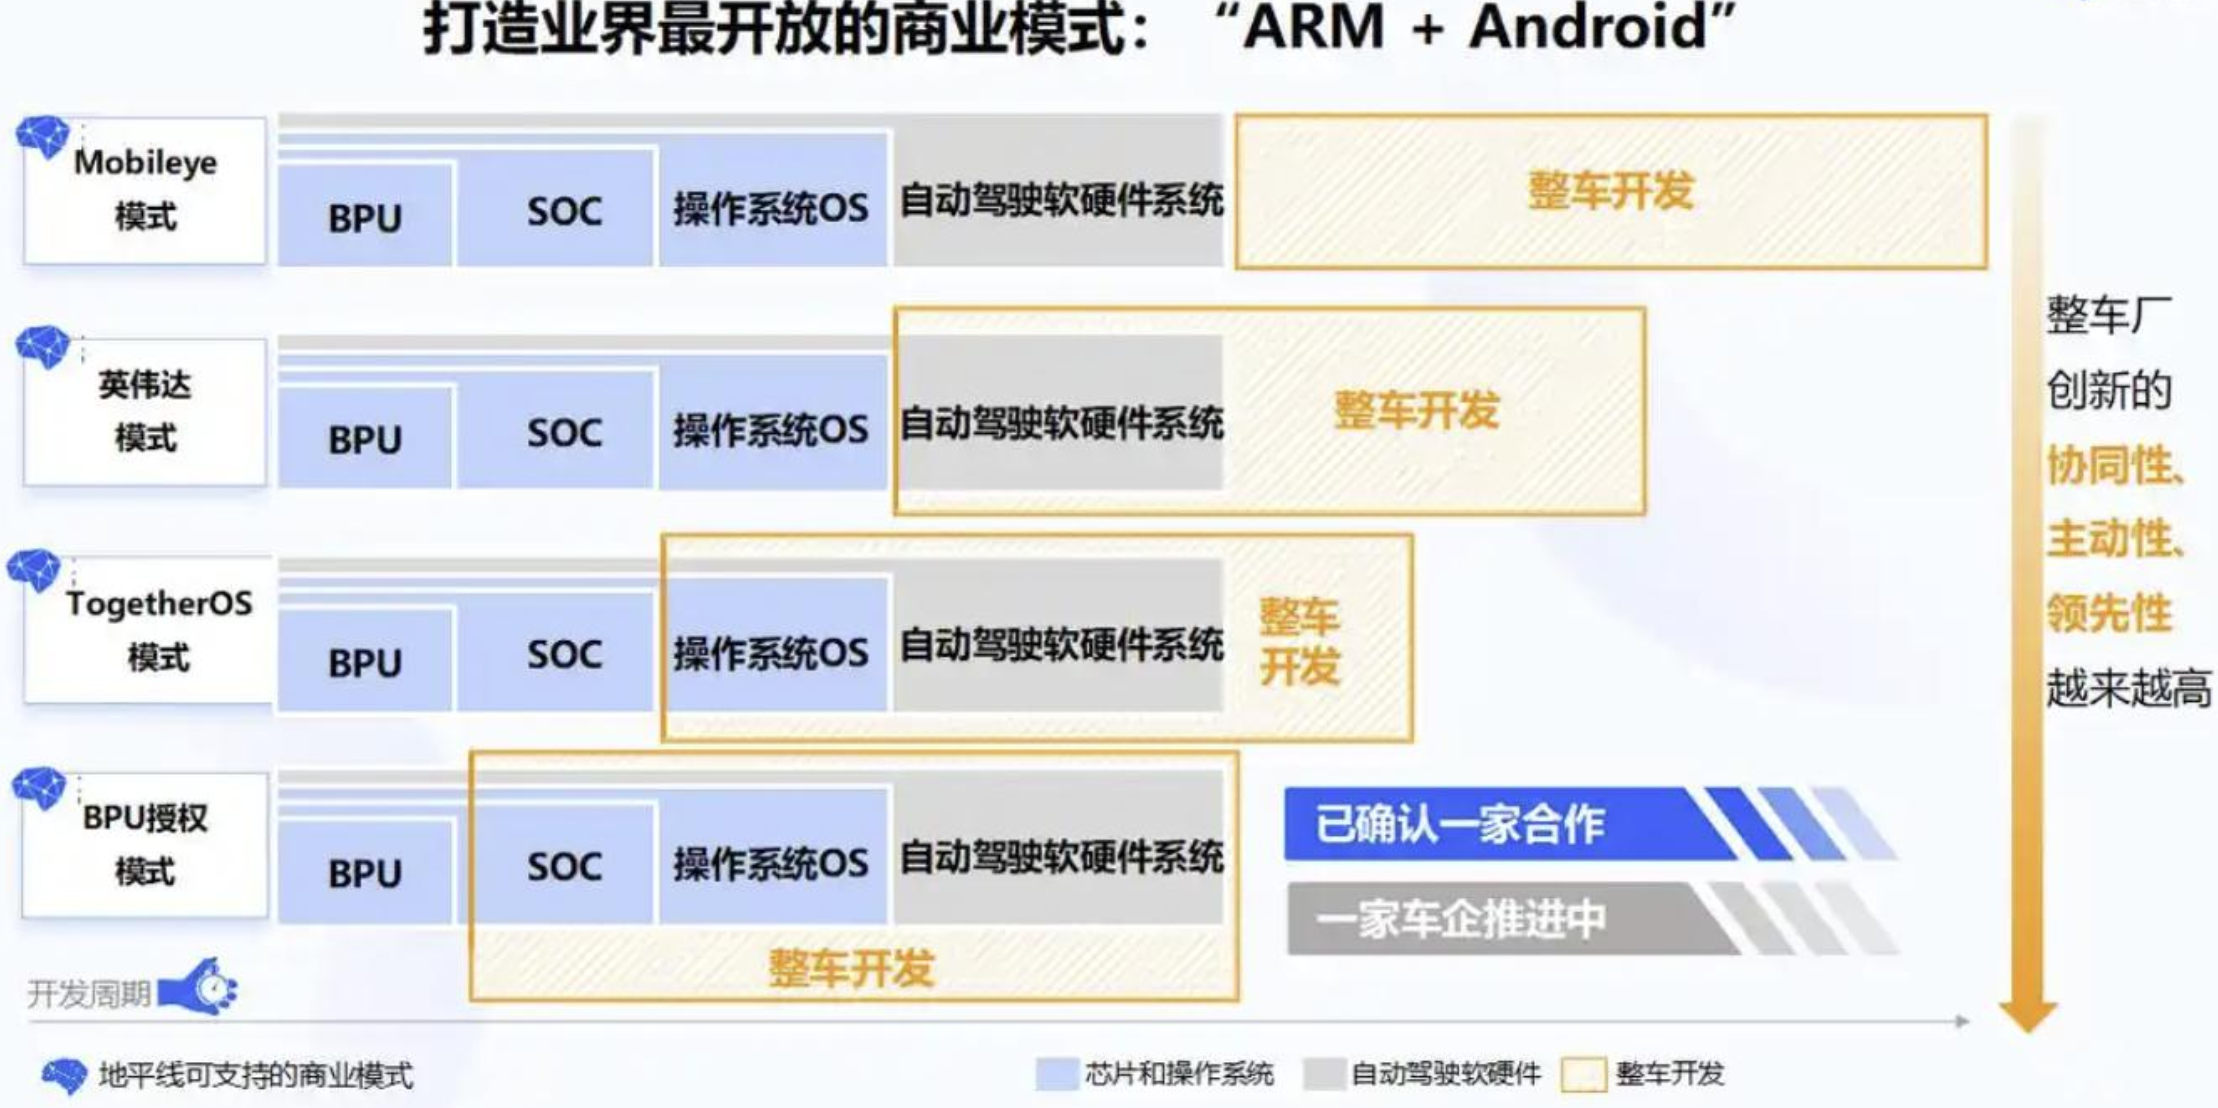 打造业界最开放的商业模式：“ARM + Android”
Mobileye
模式
BPU
SOC
操作系统OS
自动驾驶软硬件系统
整车开发
英伟达
模式
BPU
SOC
操作系统OS
自动驾驶软硬件系统
整车开发
TogetherOS
模式
BPU
SOC
操作系统OS
自动驾驶软硬件系统
整车
开发
BPU授权
模式
BPU
SOC
操作系统OS
自动驾驶软硬件系统
整车开发
已确认一家合作
一家车企推进中
整车厂
创新的
协同性、
主动性、
领先性
越来越高
开发周期
地平线可支持的商业模式
芯片和操作系统
自动驾驶软硬件
整车开发